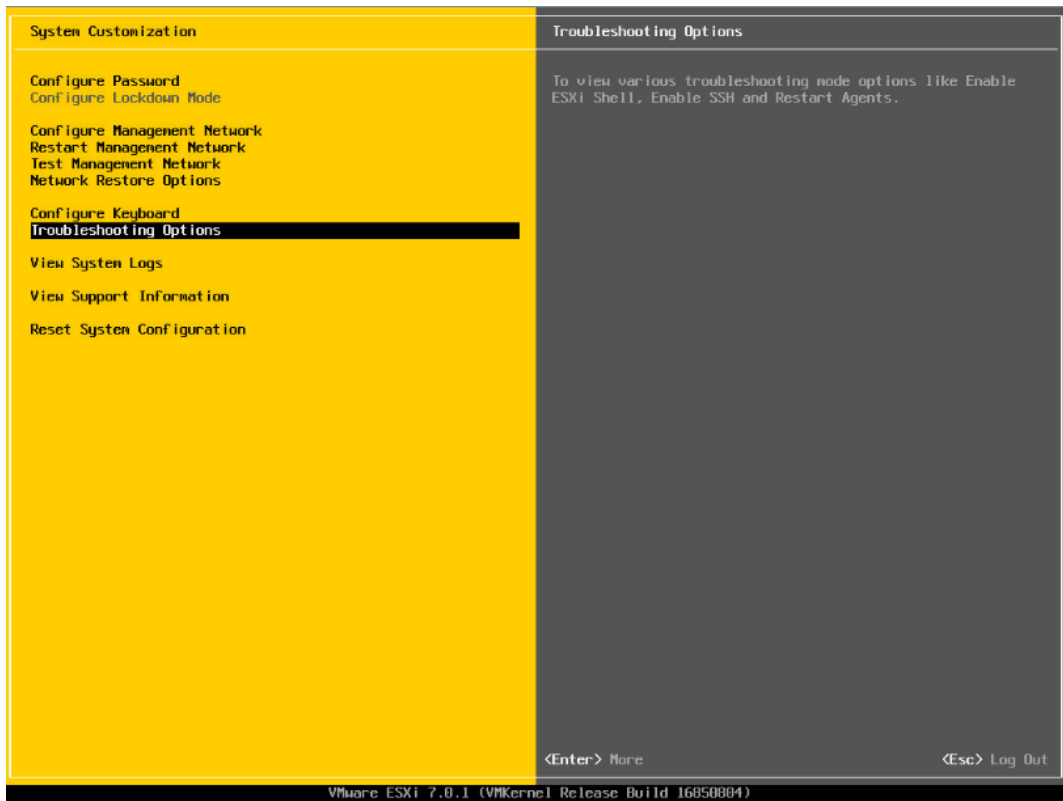 System Customization
Configure Password
Configure Lockdown Mode
Configure Management Network
Restart Management Network
Test Management Network
Network Restore Options
Configure Keyboard
Troubleshooting Options
View System Logs
View Support Information
Reset System Configuration
Troubleshooting Options
To view various troubleshooting mode options like Enable
ESXi Shell, Enable SSH and Restart Agents.
<Enter> More
<Esc> Log Out
VMware ESXi 7.0.1 (VMKernel Release Build 16850804)